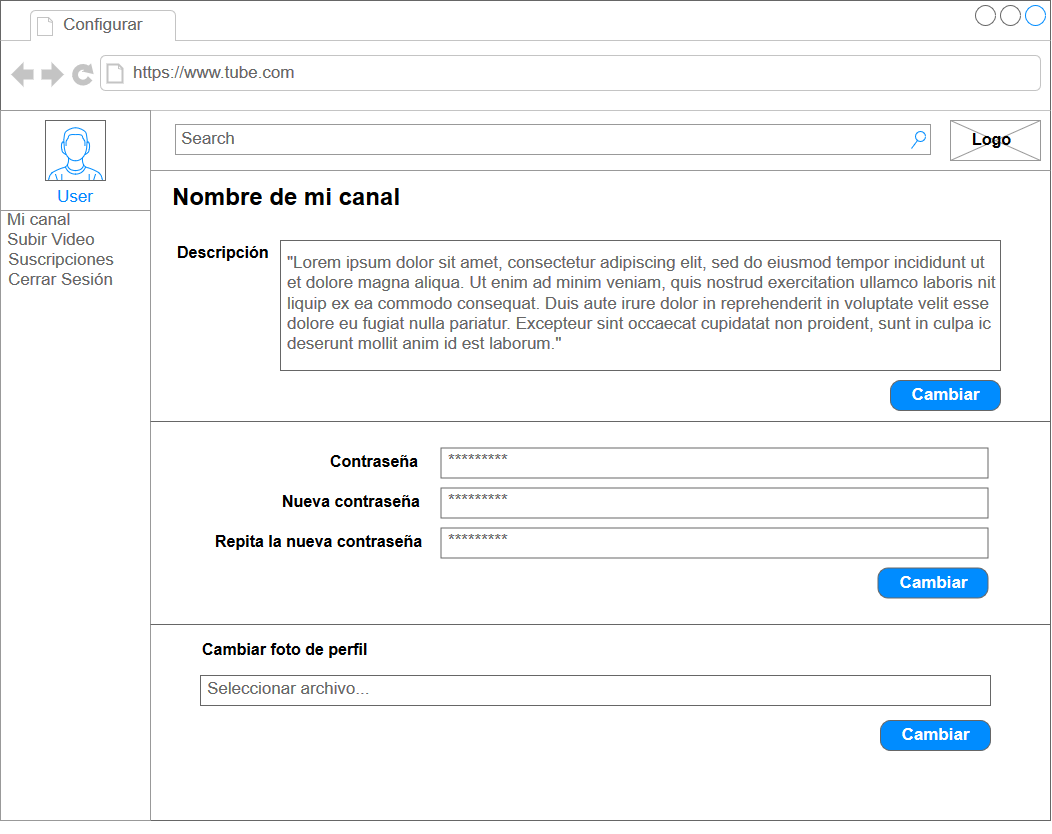 Configurar
https://www.tube.com
Search
Logo
User
Mi canal
Subir Video
Suscripciones
Cerrar Sesión
Nombre de mi canal
Descripción
"Lorem ipsum dolor sit amet, consectetur adipiscing elit, sed do eiusmod tempor incididunt ut
et dolore magna aliqua. Ut enim ad minim veniam, quis nostrud exercitation ullamco laboris nit
liquip ex ea commodo consequat. Duis aute irure dolor in reprehenderit in voluptate velit esse
dolore eu fugiat nulla pariatur. Excepteur sint occaecat cupidatat non proident, sunt in culpa ic
deserunt mollit anim id est laborum."
Cambiar
Contraseña *********
Nueva contraseña *********
Repita la nueva contraseña *********
Cambiar
Cambiar foto de perfil
Seleccionar archivo...
Cambiar